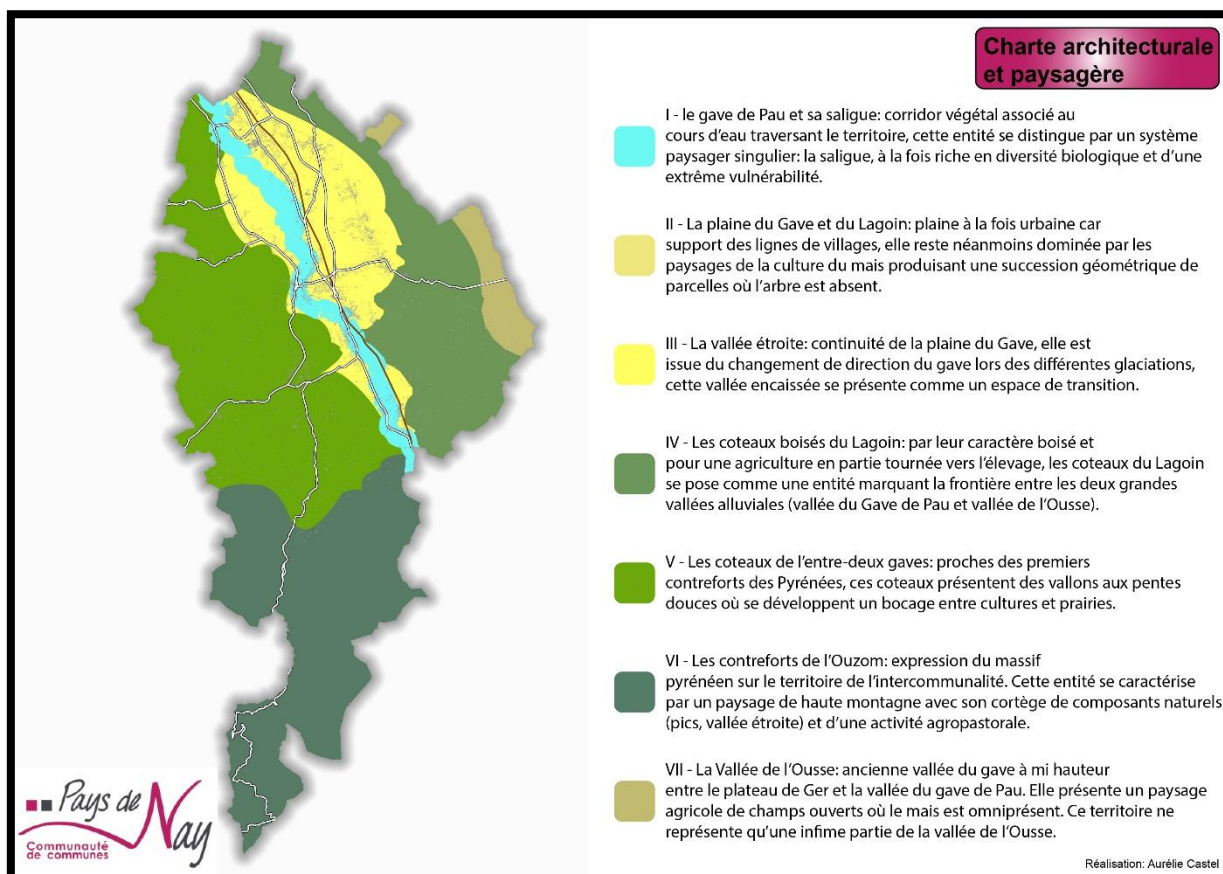 Charte architecturale
et paysagère
I - le gave de Pau et sa saligue: corridor végétal associé au
cours d'eau traversant le territoire, cette entité se distingue par un système
paysager singulier: la saligue, à la fois riche en diversité biologique et d'une
extrême vulnérabilité.
II - La plaine du Gave et du Lagoin: plaine à la fois urbaine car
support des lignes de villages, elle reste néanmoins dominée par les
paysages de la culture du mais produisant une succession géométrique de
parcelles où l'arbre est absent.
III - La vallée étroite: continuité de la plaine du Gave, elle est
issue du changement de direction du gave lors des différentes glaciations,
cette vallée encaissée se présente comme un espace de transition.
IV - Les coteaux boisés du Lagoin: par leur caractère boisé et
pour une agriculture en partie tournée vers l'élevage, les coteaux du Lagoin
se pose comme une entité marquant la frontière entre les deux grandes
vallées alluviales (vallée du Gave de Pau et vallée de l'Ousse).
V - Les coteaux de l'entre-deux gaves: proches des premiers
contreforts des Pyrénées, ces coteaux présentent des vallons aux pentes
douces où se développent un bocage entre cultures et prairies.
VI - Les contreforts de l'Ouzom: expression du massif
pyrénéen sur le territoire de l'intercommunalité. Cette entité se caractérise
par un paysage de haute montagne avec son cortège de composants naturels
(pics, vallée étroite) et d'une activité agropastorale.
VII - La Vallée de l'Ousse: ancienne vallée du gave à mi hauteur
entre le plateau de Ger et la vallée du gave de Pau. Elle présente un paysage
agricole de champs ouverts où le mais est omniprésent. Ce territoire ne
représente qu'une infime partie de la vallée de l'Ousse.
Pays de
Nay
Communauté
de communes
Réalisation: Aurélie Castel